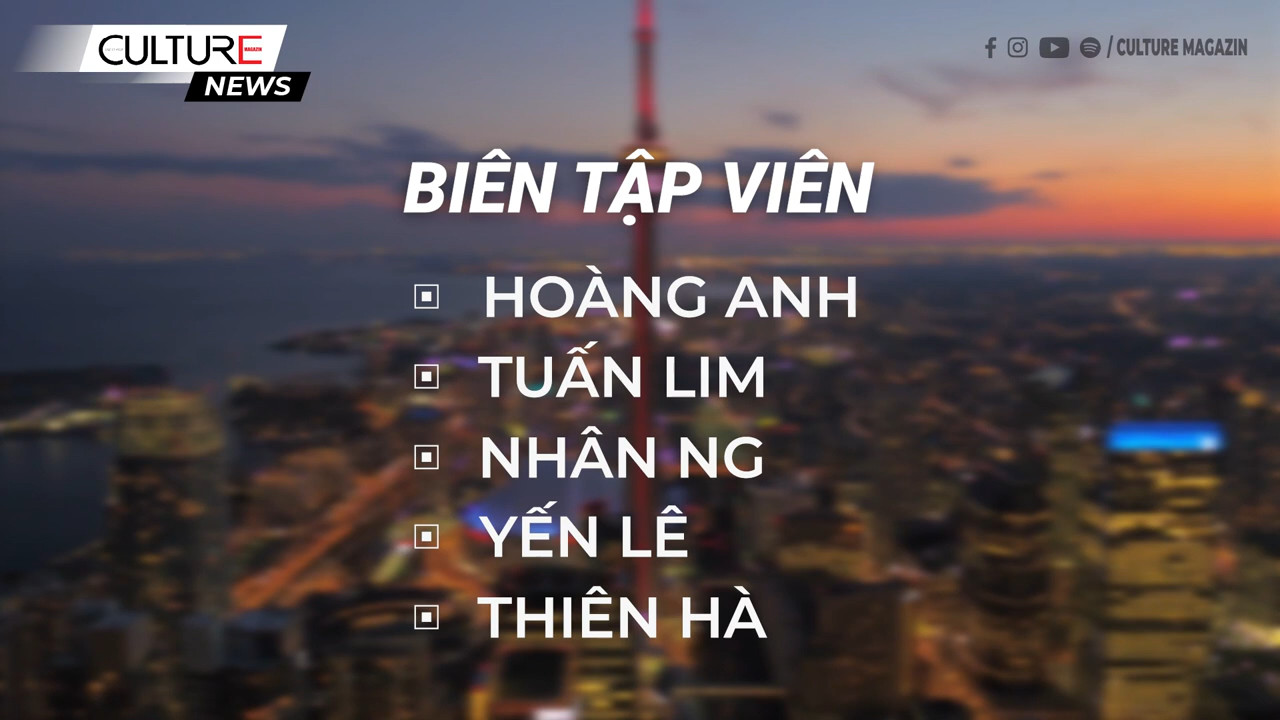 CULTURE MAGAZIN
NEWS
/ CULTURE MAGAZIN
BIÊN TẬP VIÊN
HOÀNG ANH
TUẤN LIM
NHÂN NG
YẾN LÊ
THIÊN HÀ